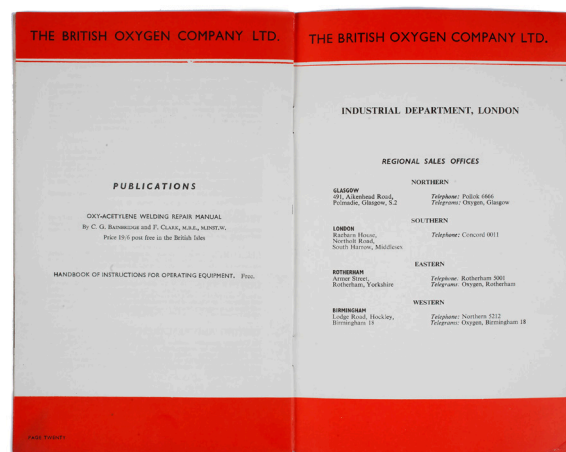 THE BRITISH OXYGEN COMPANY LTD.
PUBLICATIONS
OXY-ACETYLENE WELDING REPAIR MANUAL
By C. G. BAINBRIDGE and F. CLARK, M.B.E., M.INST.W.
Price 19/6 post free in the British Isles
HANDBOOK OF INSTRUCTIONS FOR OPERATING EQUIPMENT. Free.
PAGE TWENTY
THE BRITISH OXYGEN COMPANY LTD.
INDUSTRIAL DEPARTMENT, LONDON
REGIONAL SALES OFFICES
NORTHERN
GLASGOW
491, Aikenhead Road, Telephone: Pollok 6666
Polmadie, Glasgow, S.2 Telegrams: Oxygen, Glasgow
SOUTHERN
LONDON
Raeburn House, Telephone: Concord 0011
Northolt Road,
South Harrow, Middlesex
EASTERN
ROTHERHAM
Armer Street, Telephone: Rotherham 5001
Rotherham, Yorkshire Telegrams: Oxygen, Rotherham
WESTERN
BIRMINGHAM
Lodge Road, Hockley, Telephone: Northern 5212
Birmingham 18 Telegrams: Oxygen, Birmingham 18